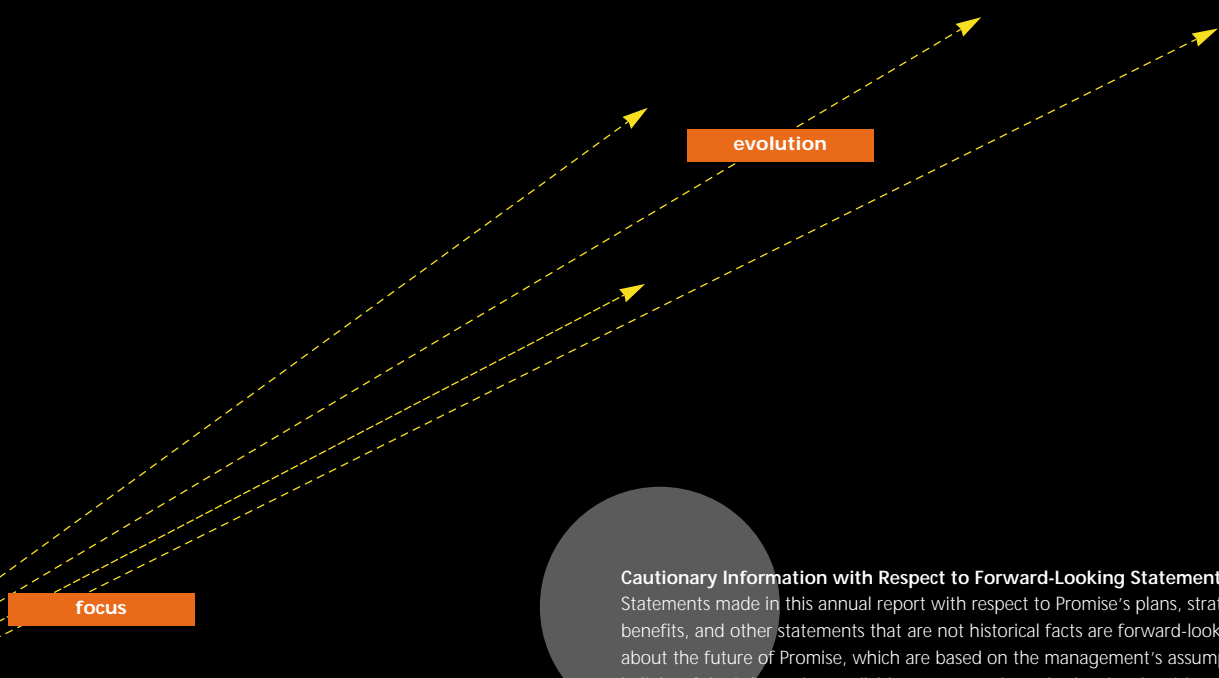 evolution
focus
Cautionary Information with Respect to Forward-Looking Statement
Statements made in this annual report with respect to Promise's plans, strat
benefits, and other statements that are not historical facts are forward-look
about the future of Promise, which are based on the management's assum